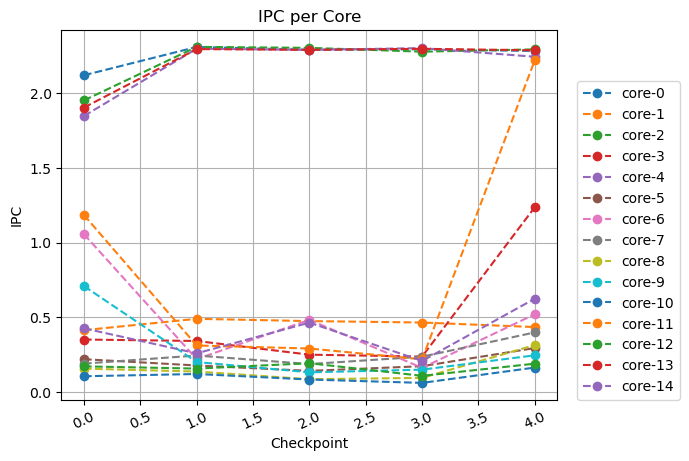 IPC per Core
IPC
2.0
1.5
1.0
0.5
0.0
0.0
0.5
1.0
1.5
2.0
2.5
3.0
3.5
4.0
Checkpoint
core-0
core-1
core-2
core-3
core-4
core-5
core-6
core-7
core-8
core-9
core-10
core-11
core-12
core-13
core-14